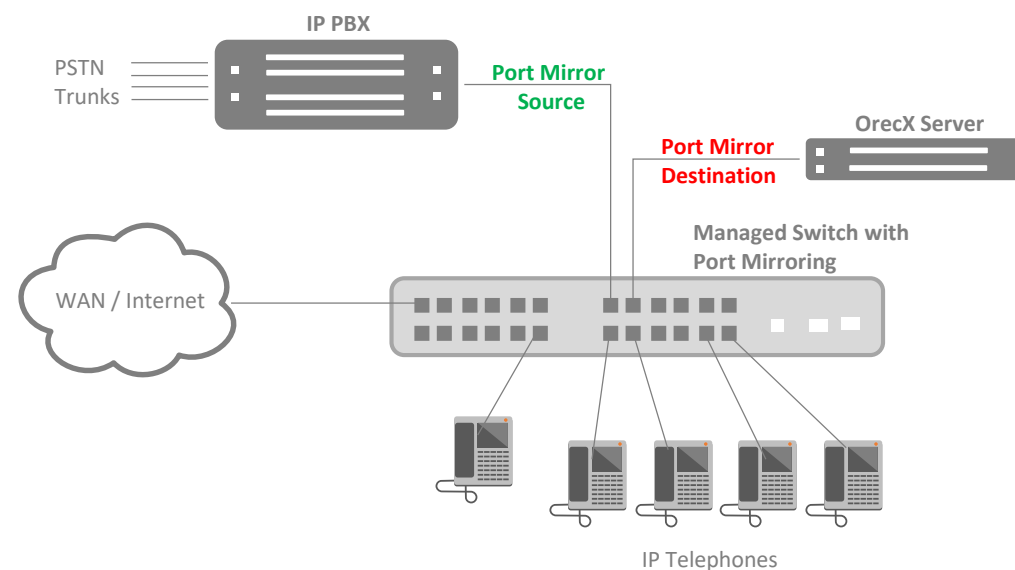 IP PBX
PSTN
Trunks
Port Mirror
Source
OrecX Server
Port Mirror
Destination
Managed Switch with
Port Mirroring
WAN / Internet
IP Telephones